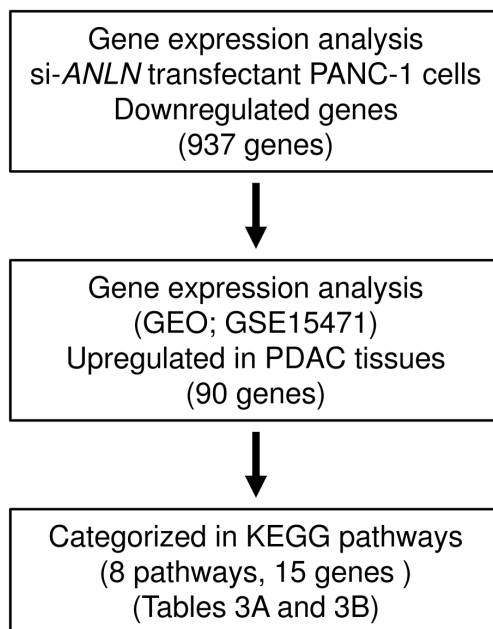 Gene expression analysis
si-ANLN transfectant PANC-1 cells
Downregulated genes
(937 genes)
Gene expression analysis
(GEO; GSE15471)
Upregulated in PDAC tissues
(90 genes)
Categorized in KEGG pathways
(8 pathways, 15 genes )
(Tables 3A and 3B)